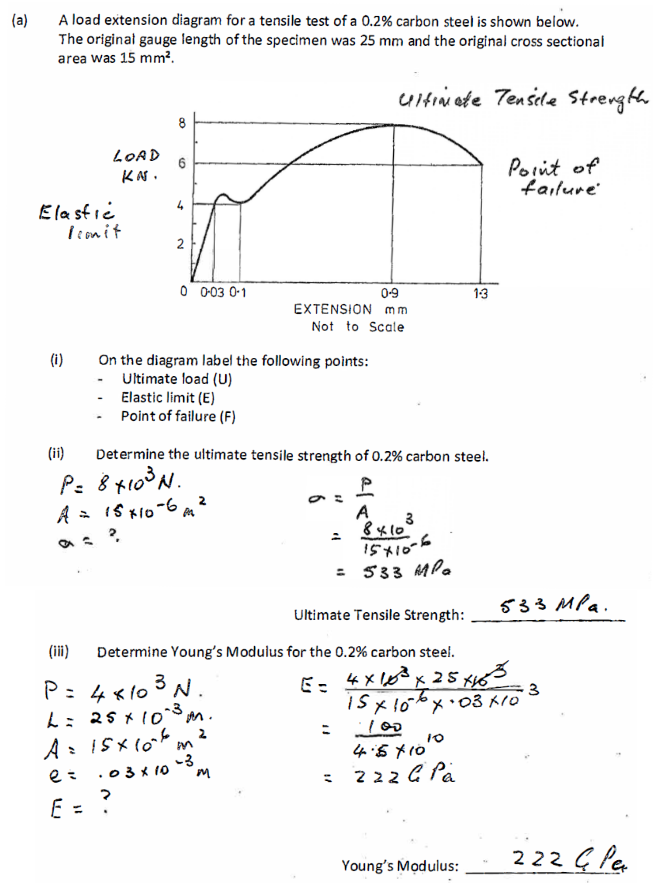 (a) A load extension diagram for a tensile test of a 0.2% carbon steel is shown below.
The original gauge length of the specimen was 25 mm and the original cross sectional
area was 15 mm².
Ultimate Tensile Strength
8
LOAD
KN.
6
Point of
failure
4
Elastic
limit
2
0 0·03 0·1 0·9 1·3
EXTENSION mm
Not to Scale
(i) On the diagram label the following points:
- Ultimate load (U)
- Elastic limit (E)
- Point of failure (F)
(ii) Determine the ultimate tensile strength of 0.2% carbon steel.
P = 8 x 10³ N.
A = 15 x 10⁻⁶ m²
σ = ?
σ = P
A
= 8 x 10³
15 x 10⁻⁶
= 533 MPa
Ultimate Tensile Strength: 533 MPa.
(iii) Determine Young's Modulus for the 0.2% carbon steel.
P = 4 x 10³ N.
L = 25 x 10⁻³ m.
A = 15 x 10⁻⁶ m²
e = .03 x 10⁻³ m
E = ?
E = 4 x 10³ x 25 x 10³
15 x 10⁻⁶ x ·03 x 10⁻³
= 100
4·5 x 10¹⁰
= 222 G Pa
Young's Modulus: 222 G Pa